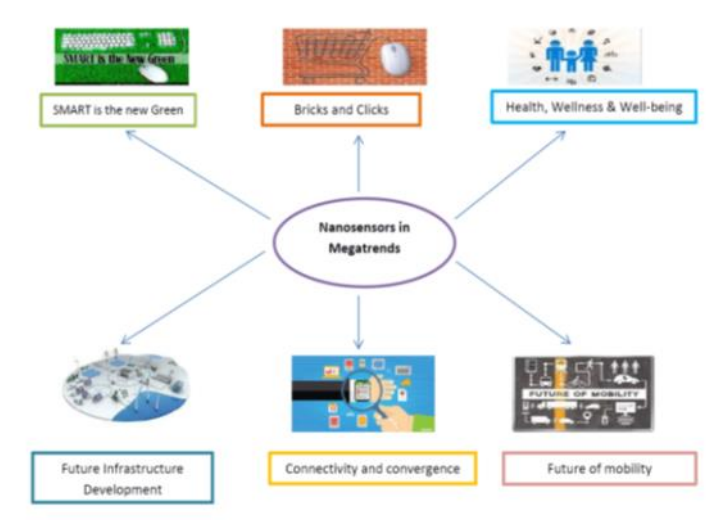 SMART is the New Green
SMART is the new Green
Bricks and Clicks
Health, Wellness & Well-being
Nanosensors in
Megatrends
FUTURE OF MOBILITY
Future Infrastructure
Development
Connectivity and convergence
Future of mobility